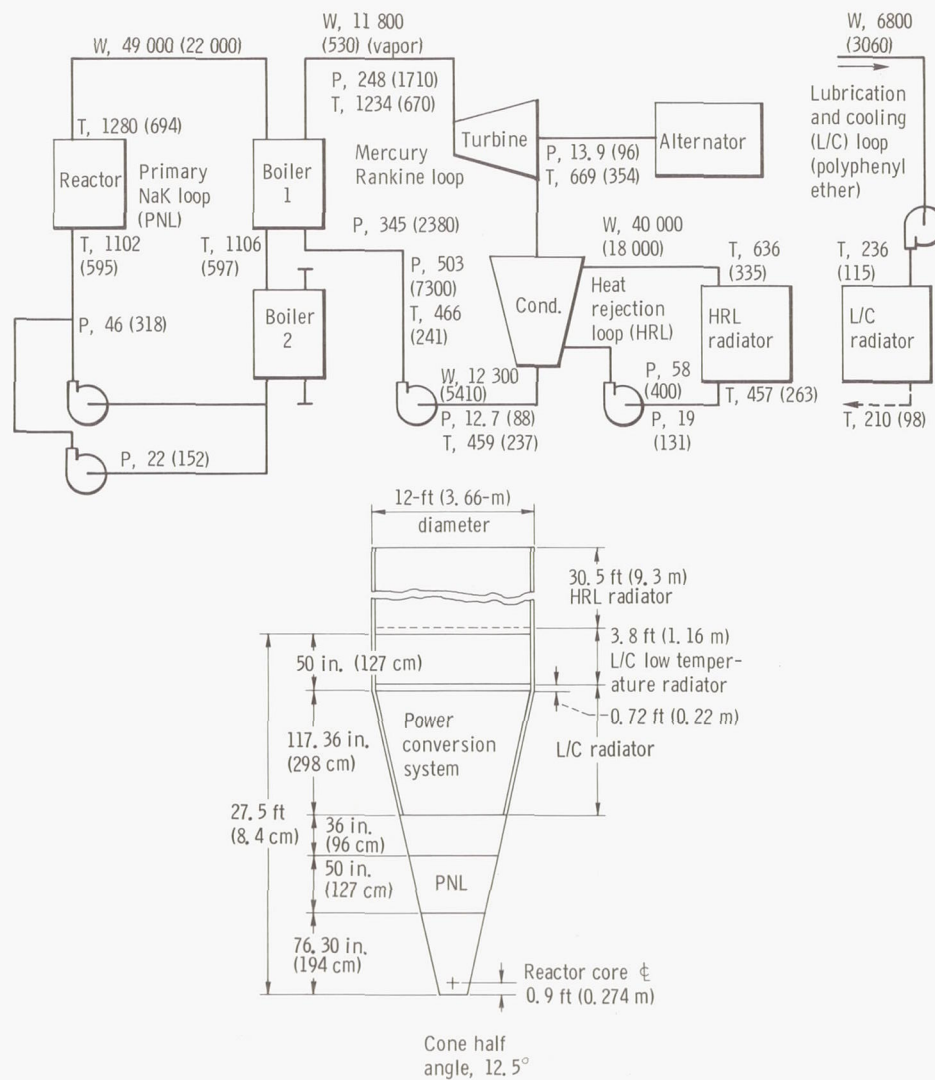 W, 49 000 (22 000)
W, 11 800
(530) (vapor)
P, 248 (1710)
T, 1234 (670)
W, 6800
(3060)
Lubrication
and cooling
(L/C) loop
(polyphenyl
ether)
T, 1280 (694)
Reactor
Primary
NaK loop
(PNL)
Boiler
1
Mercury
Rankine loop
Turbine
Alternator
P, 13.9 (96)
T, 669 (354)
P, 345 (2380)
W, 40 000
(18 000)
T, 1102
(595)
T, 1106
(597)
P, 503
(7300)
T, 466
(241)
T, 636
(335)
T, 236
(115)
Boiler
2
Cond.
Heat
rejection
loop (HRL)
HRL
radiator
L/C
radiator
P, 46 (318)
W, 12 300
(5410)
P, 12.7 (88)
T, 459 (237)
P, 58
(400)
P, 19
(131)
T, 457 (263)
T, 210 (98)
P, 22 (152)
12-ft (3.66-m)
diameter
30.5 ft (9.3 m)
HRL radiator
3.8 ft (1.16 m)
L/C low temper-
ature radiator
50 in. (127 cm)
0.72 ft (0.22 m)
L/C radiator
Power
conversion
system
117.36 in.
(298 cm)
27.5 ft
(8.4 cm)
36 in.
(96 cm)
50 in.
(127 cm)
PNL
76.30 in.
(194 cm)
Reactor core ℄
0.9 ft (0.274 m)
Cone half
angle, 12.5°